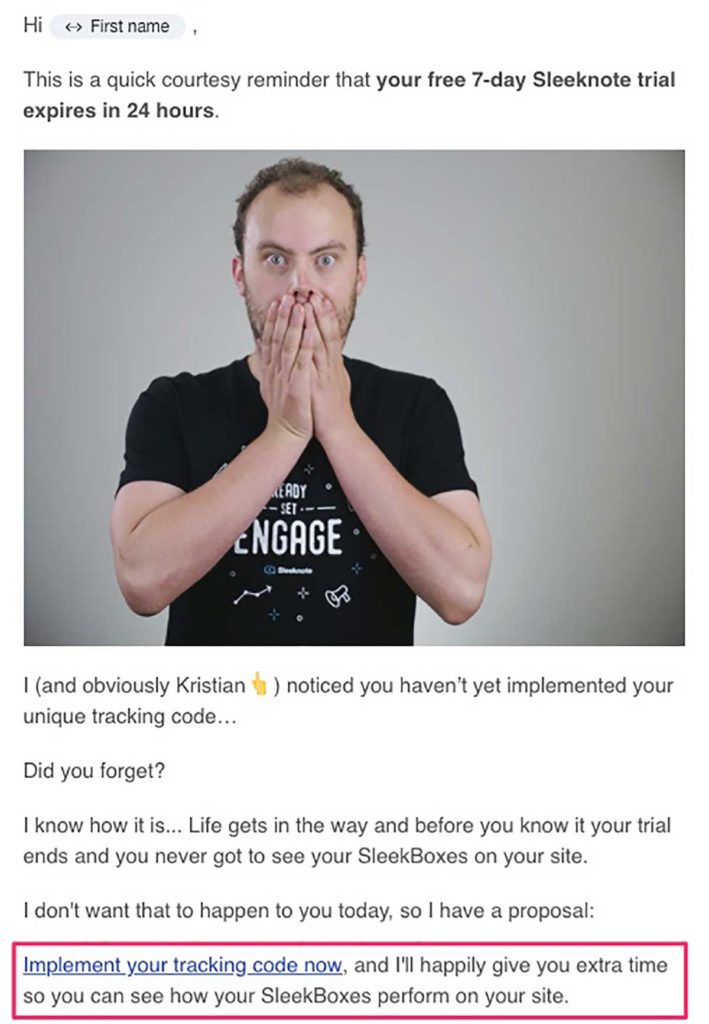 Hi ↔ First name ,
This is a quick courtesy reminder that your free 7-day Sleeknote trial
expires in 24 hours.
READY
SET
ENGAGE
Sleeknote
I (and obviously Kristian 👆) noticed you haven’t yet implemented your
unique tracking code…
Did you forget?
I know how it is... Life gets in the way and before you know it your trial
ends and you never got to see your SleekBoxes on your site.
I don't want that to happen to you today, so I have a proposal:
Implement your tracking code now, and I'll happily give you extra time
so you can see how your SleekBoxes perform on your site.